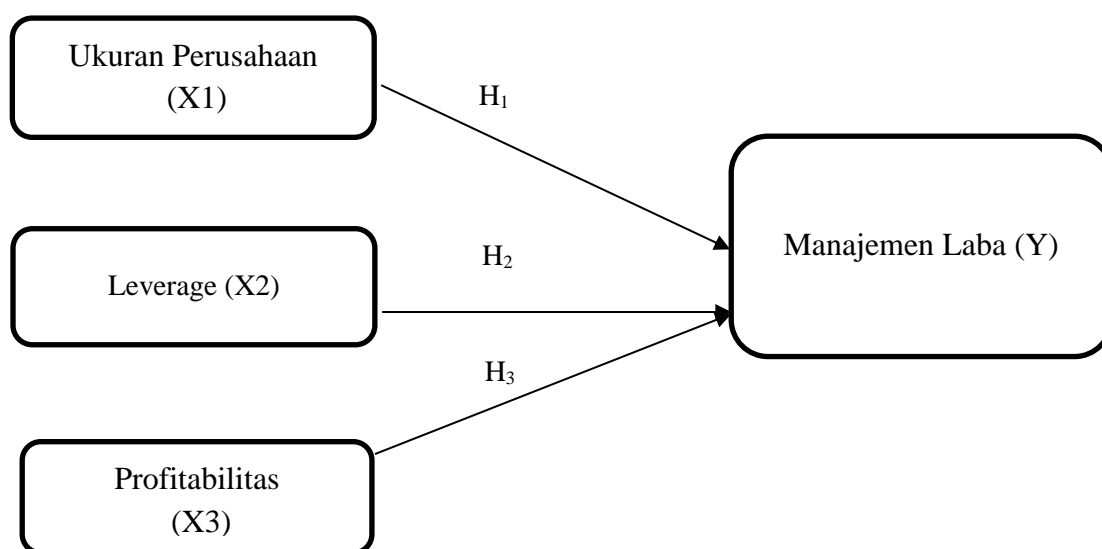 Ukuran Perusahaan
(X1)
H₁
Manajemen Laba (Y)
H₂
Leverage (X2)
H₃
Profitabilitas
(X3)